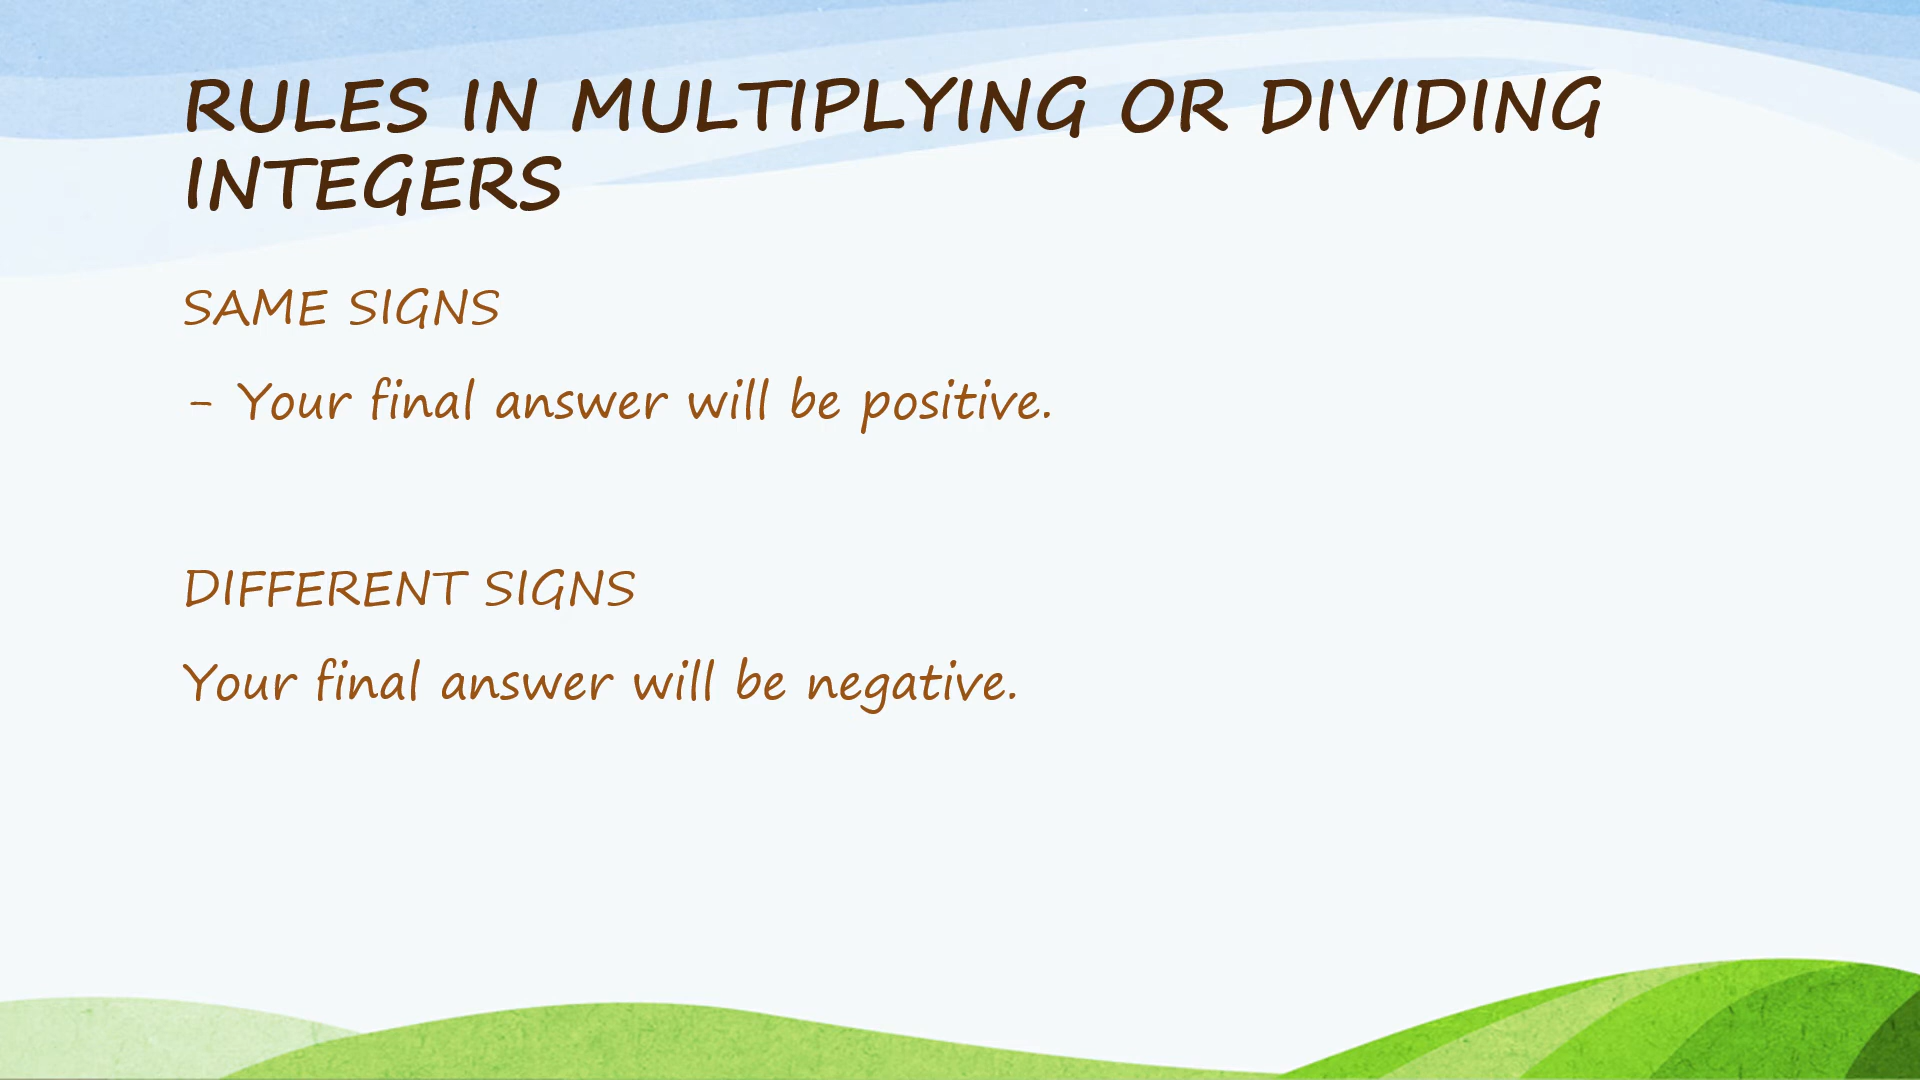 RULES IN MULTIPLYING OR DIVIDING
INTEGERS
SAME SIGNS
- Your final answer will be positive.
DIFFERENT SIGNS
Your final answer will be negative.